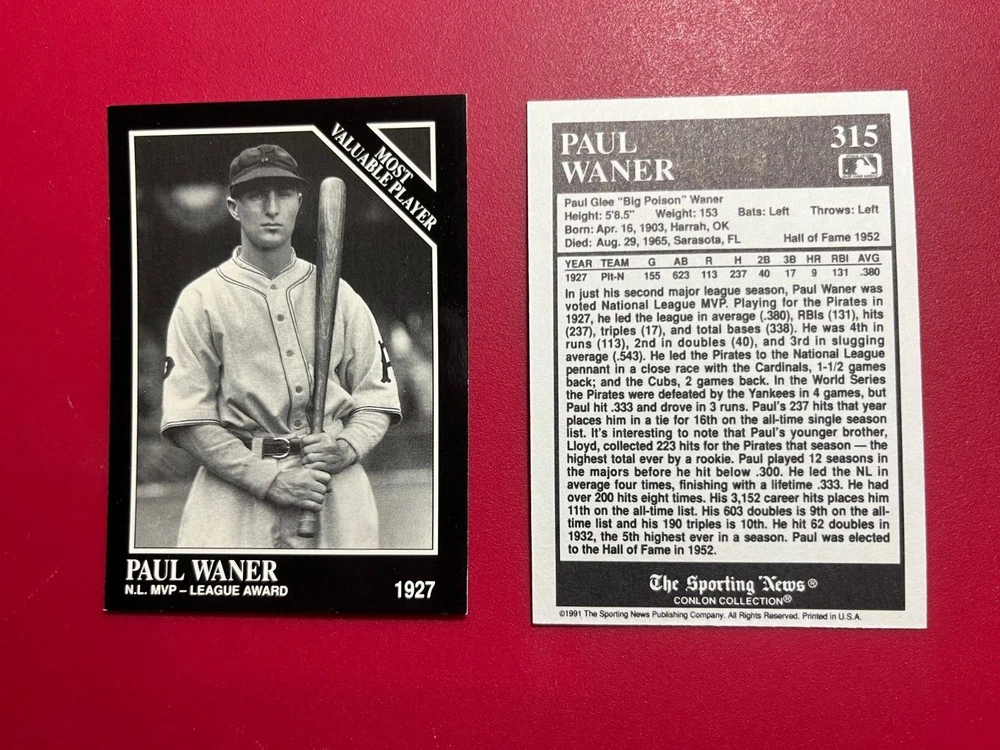 MOST
VALUABLE PLAYER
P
PAUL WANER
N.L. MVP – LEAGUE AWARD
1927
PAUL
WANER
315
Paul Glee "Big Poison" Waner
Height: 5'8.5" Weight: 153 Bats: Left Throws: Left
Born: Apr. 16, 1903, Harrah, OK
Died: Aug. 29, 1965, Sarasota, FL Hall of Fame 1952
YEAR TEAM G AB R H 2B 3B HR RBI AVG
1927 Pit-N 155 623 113 237 40 17 9 131 .380
In just his second major league season, Paul Waner was
voted National League MVP. Playing for the Pirates in
1927, he led the league in average (.380), RBIs (131), hits
(237), triples (17), and total bases (338). He was 4th in
runs (113), 2nd in doubles (40), and 3rd in slugging
average (.543). He led the Pirates to the National League
pennant in a close race with the Cardinals, 1-1/2 games
back; and the Cubs, 2 games back. In the World Series
the Pirates were defeated by the Yankees in 4 games, but
Paul hit .333 and drove in 3 runs. Paul's 237 hits that year
places him in a tie for 16th on the all-time single season
list. It's interesting to note that Paul's younger brother,
Lloyd, collected 223 hits for the Pirates that season — the
highest total ever by a rookie. Paul played 12 seasons in
the majors before he hit below .300. He led the NL in
average four times, finishing with a lifetime .333. He had
over 200 hits eight times. His 3,152 career hits places him
11th on the all-time list. His 603 doubles is 9th on the all-
time list and his 190 triples is 10th. He hit 62 doubles in
1932, the 5th highest ever in a season. Paul was elected
to the Hall of Fame in 1952.
The Sporting News®
CONLON COLLECTION®
©1991 The Sporting News Publishing Company. All Rights Reserved. Printed in U.S.A.